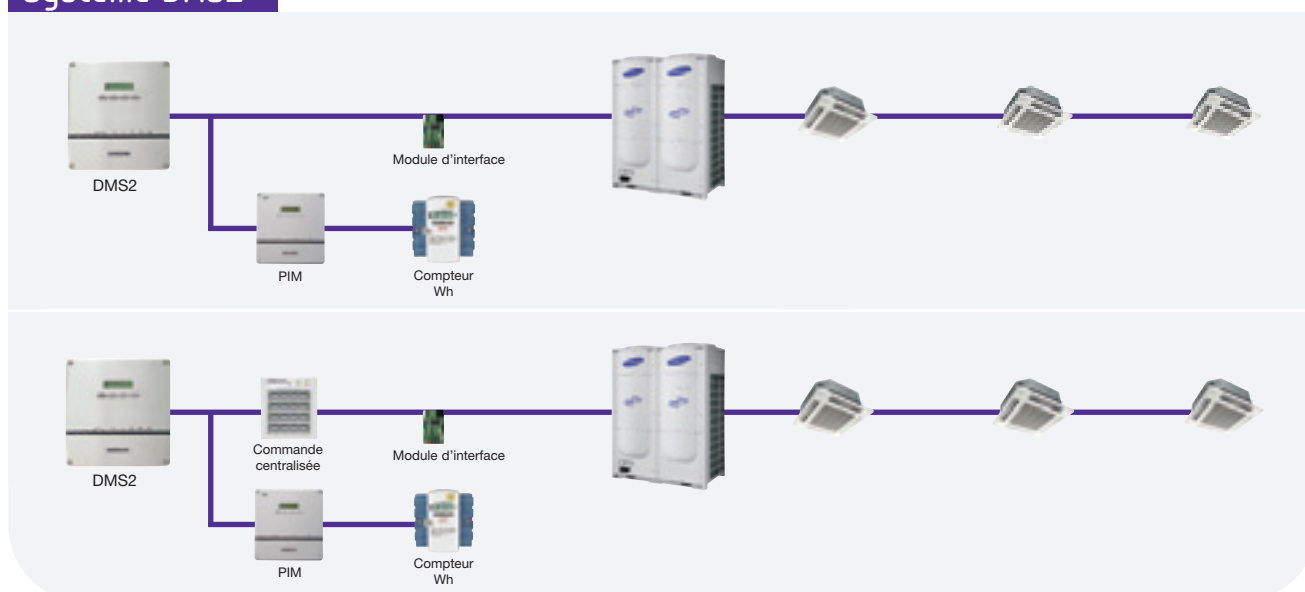 Système DMS2
DMS2
Module d'interface
PIM
Compteur
Wh
DMS2
Commande
centralisée
Module d'interface
PIM
Compteur
Wh